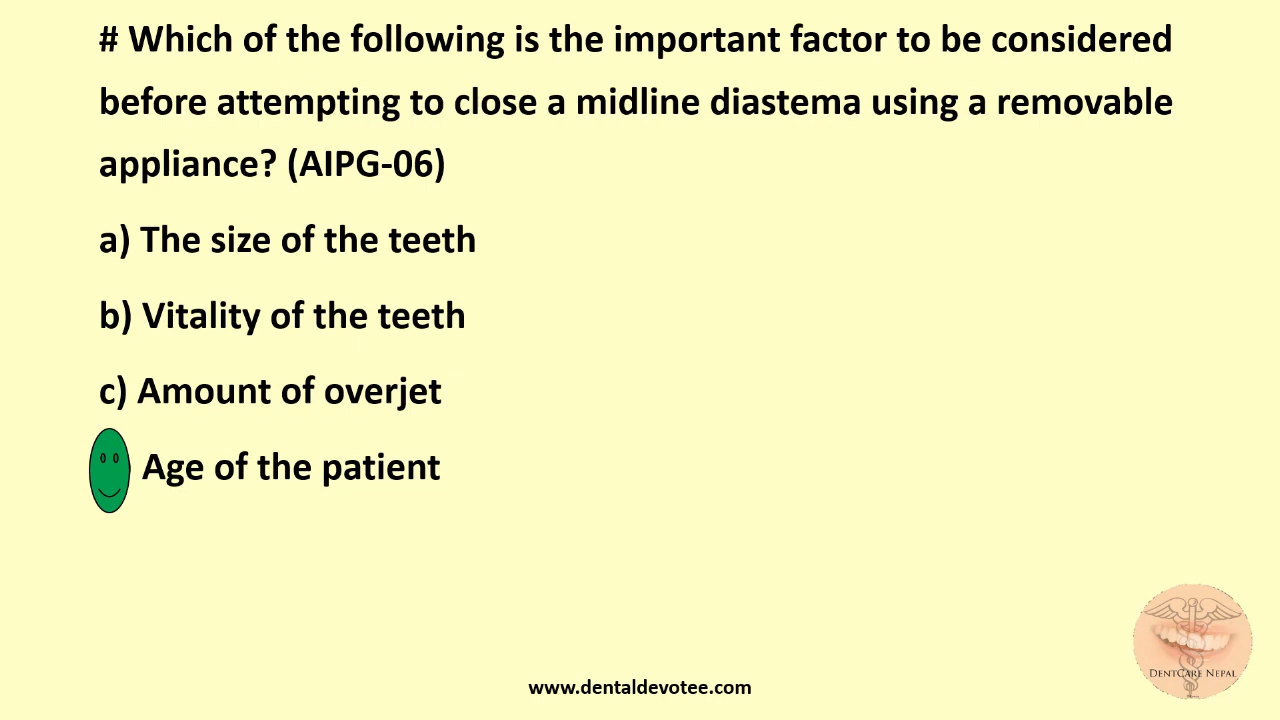 # Which of the following is the important factor to be considered
before attempting to close a midline diastema using a removable
appliance? (AIPG-06)
a) The size of the teeth
b) Vitality of the teeth
c) Amount of overjet
Age of the patient
DentCare Nepal
www.dentaldevotee.com